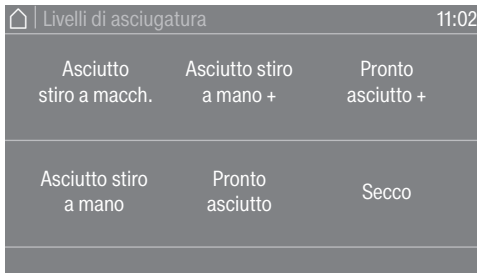 Livelli di asciugatura 11:02
Asciutto
stiro a macch.
Asciutto stiro
a mano +
Pronto
asciutto +
Asciutto stiro
a mano
Pronto
asciutto
Secco